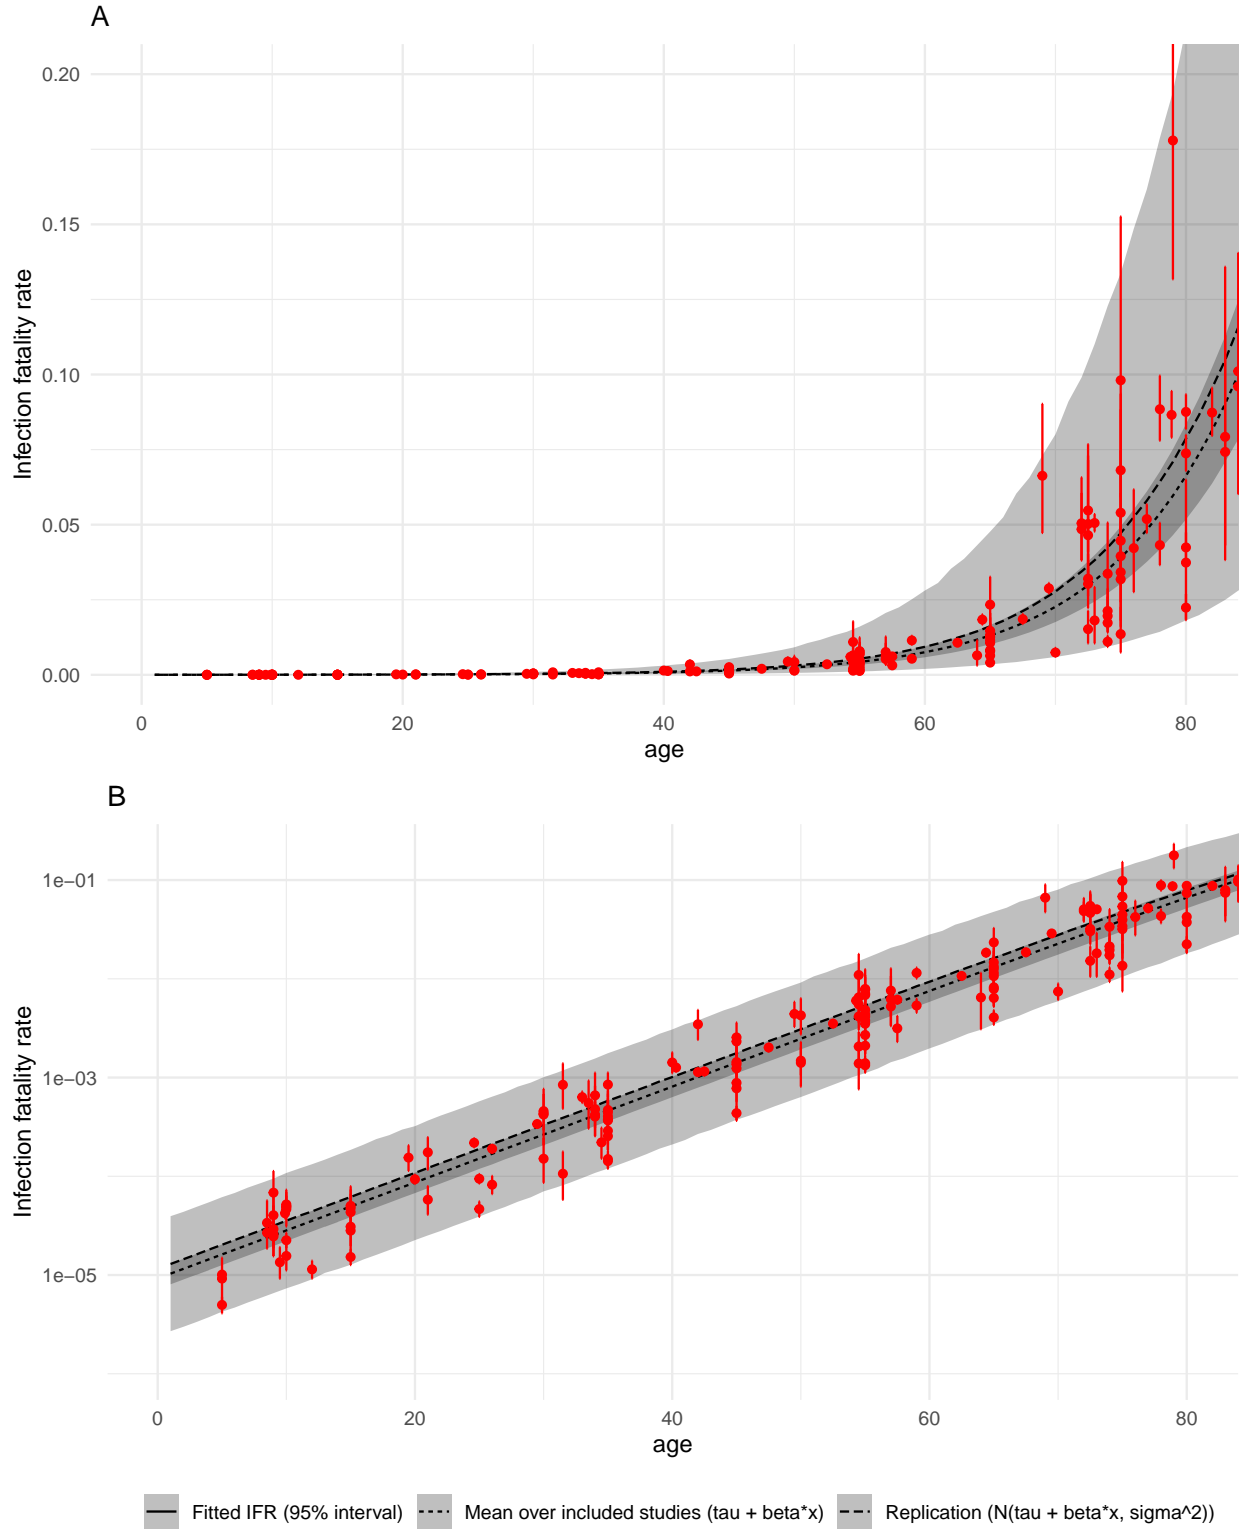 A
0.20
0.15
0.10
0.05
0.00
Infection fatality rate
0 20 40 60 80
age
B
1e−01
1e−03
1e−05
Infection fatality rate
0 20 40 60 80
age
Fitted IFR (95% interval) Mean over included studies (tau + beta*x) Replication (N(tau + beta*x, sigma^2))